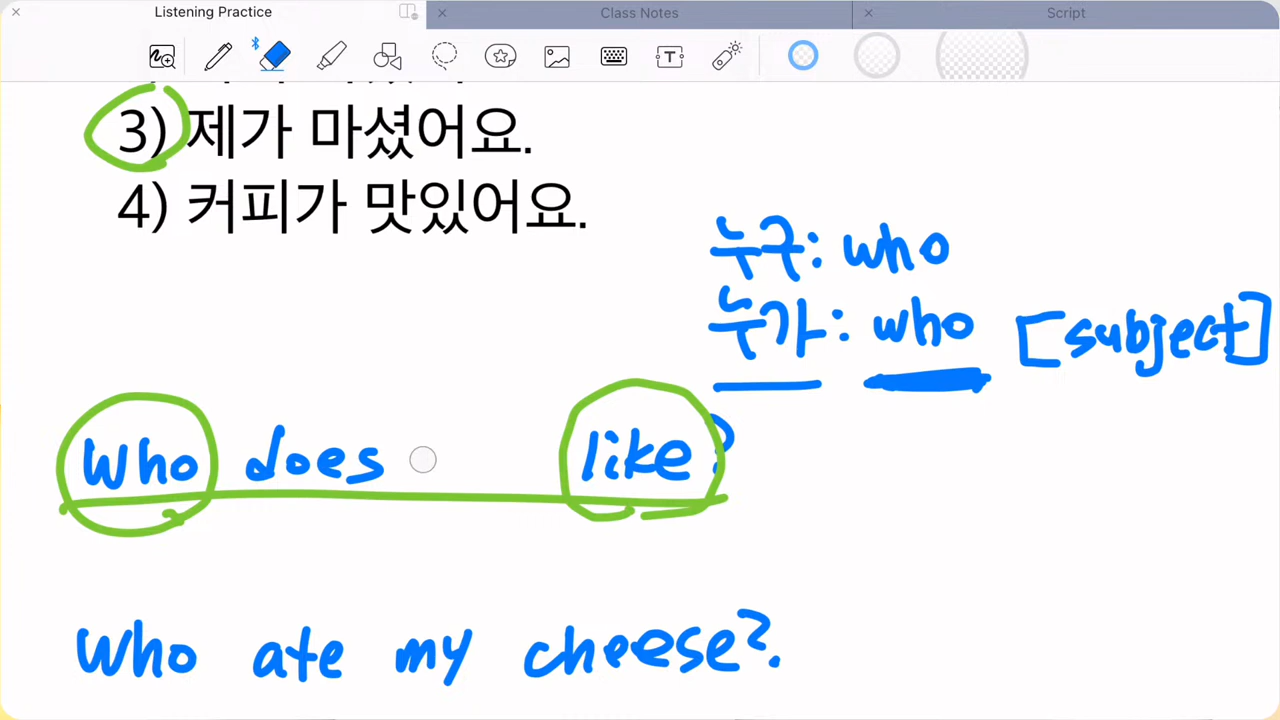 Listening Practice
Class Notes
Script
3) 제가 마셨어요.
4) 커피가 맛있어요.
누구: who
누가: who [subject]
Who does like?
Who ate my cheese?.